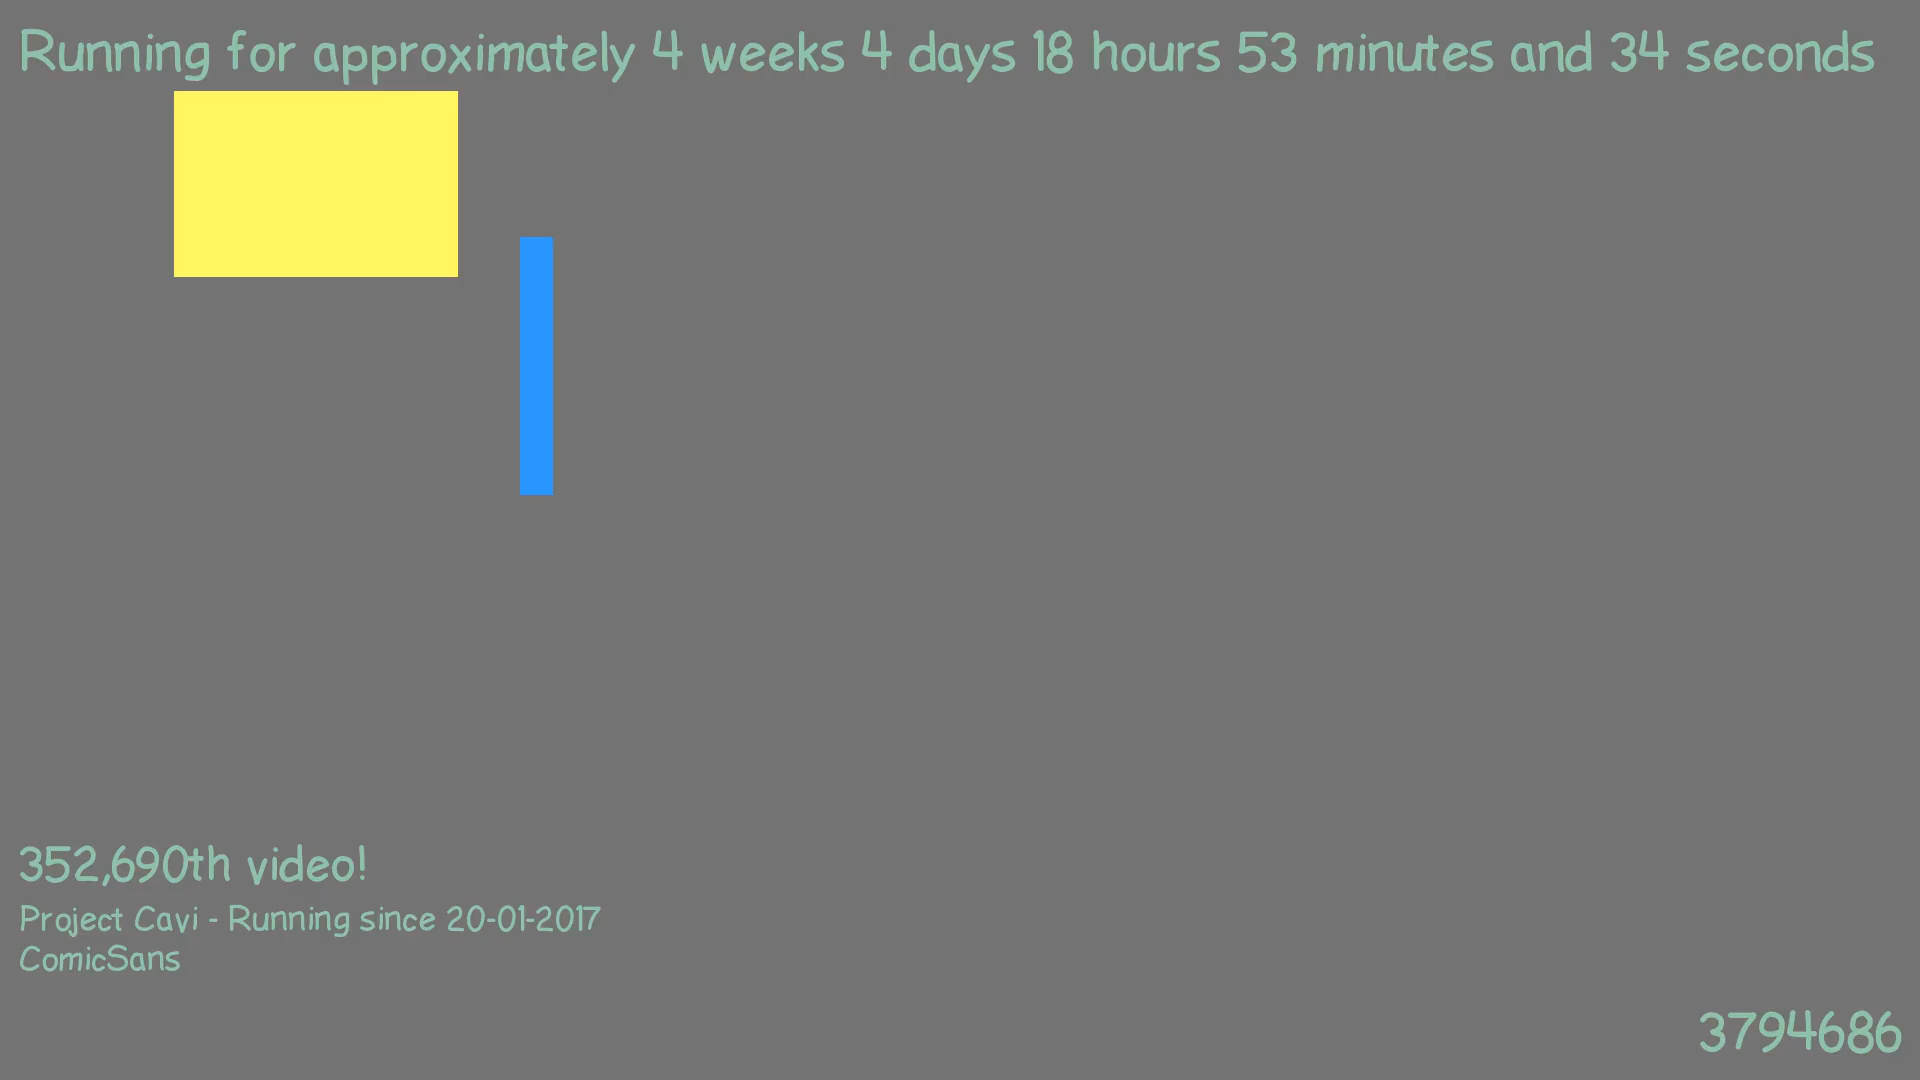 Running for approximately 4 weeks 4 days 18 hours 53 minutes and 34 seconds
352,690th video!
Project Cavi - Running since 20-01-2017
ComicSans
3794686